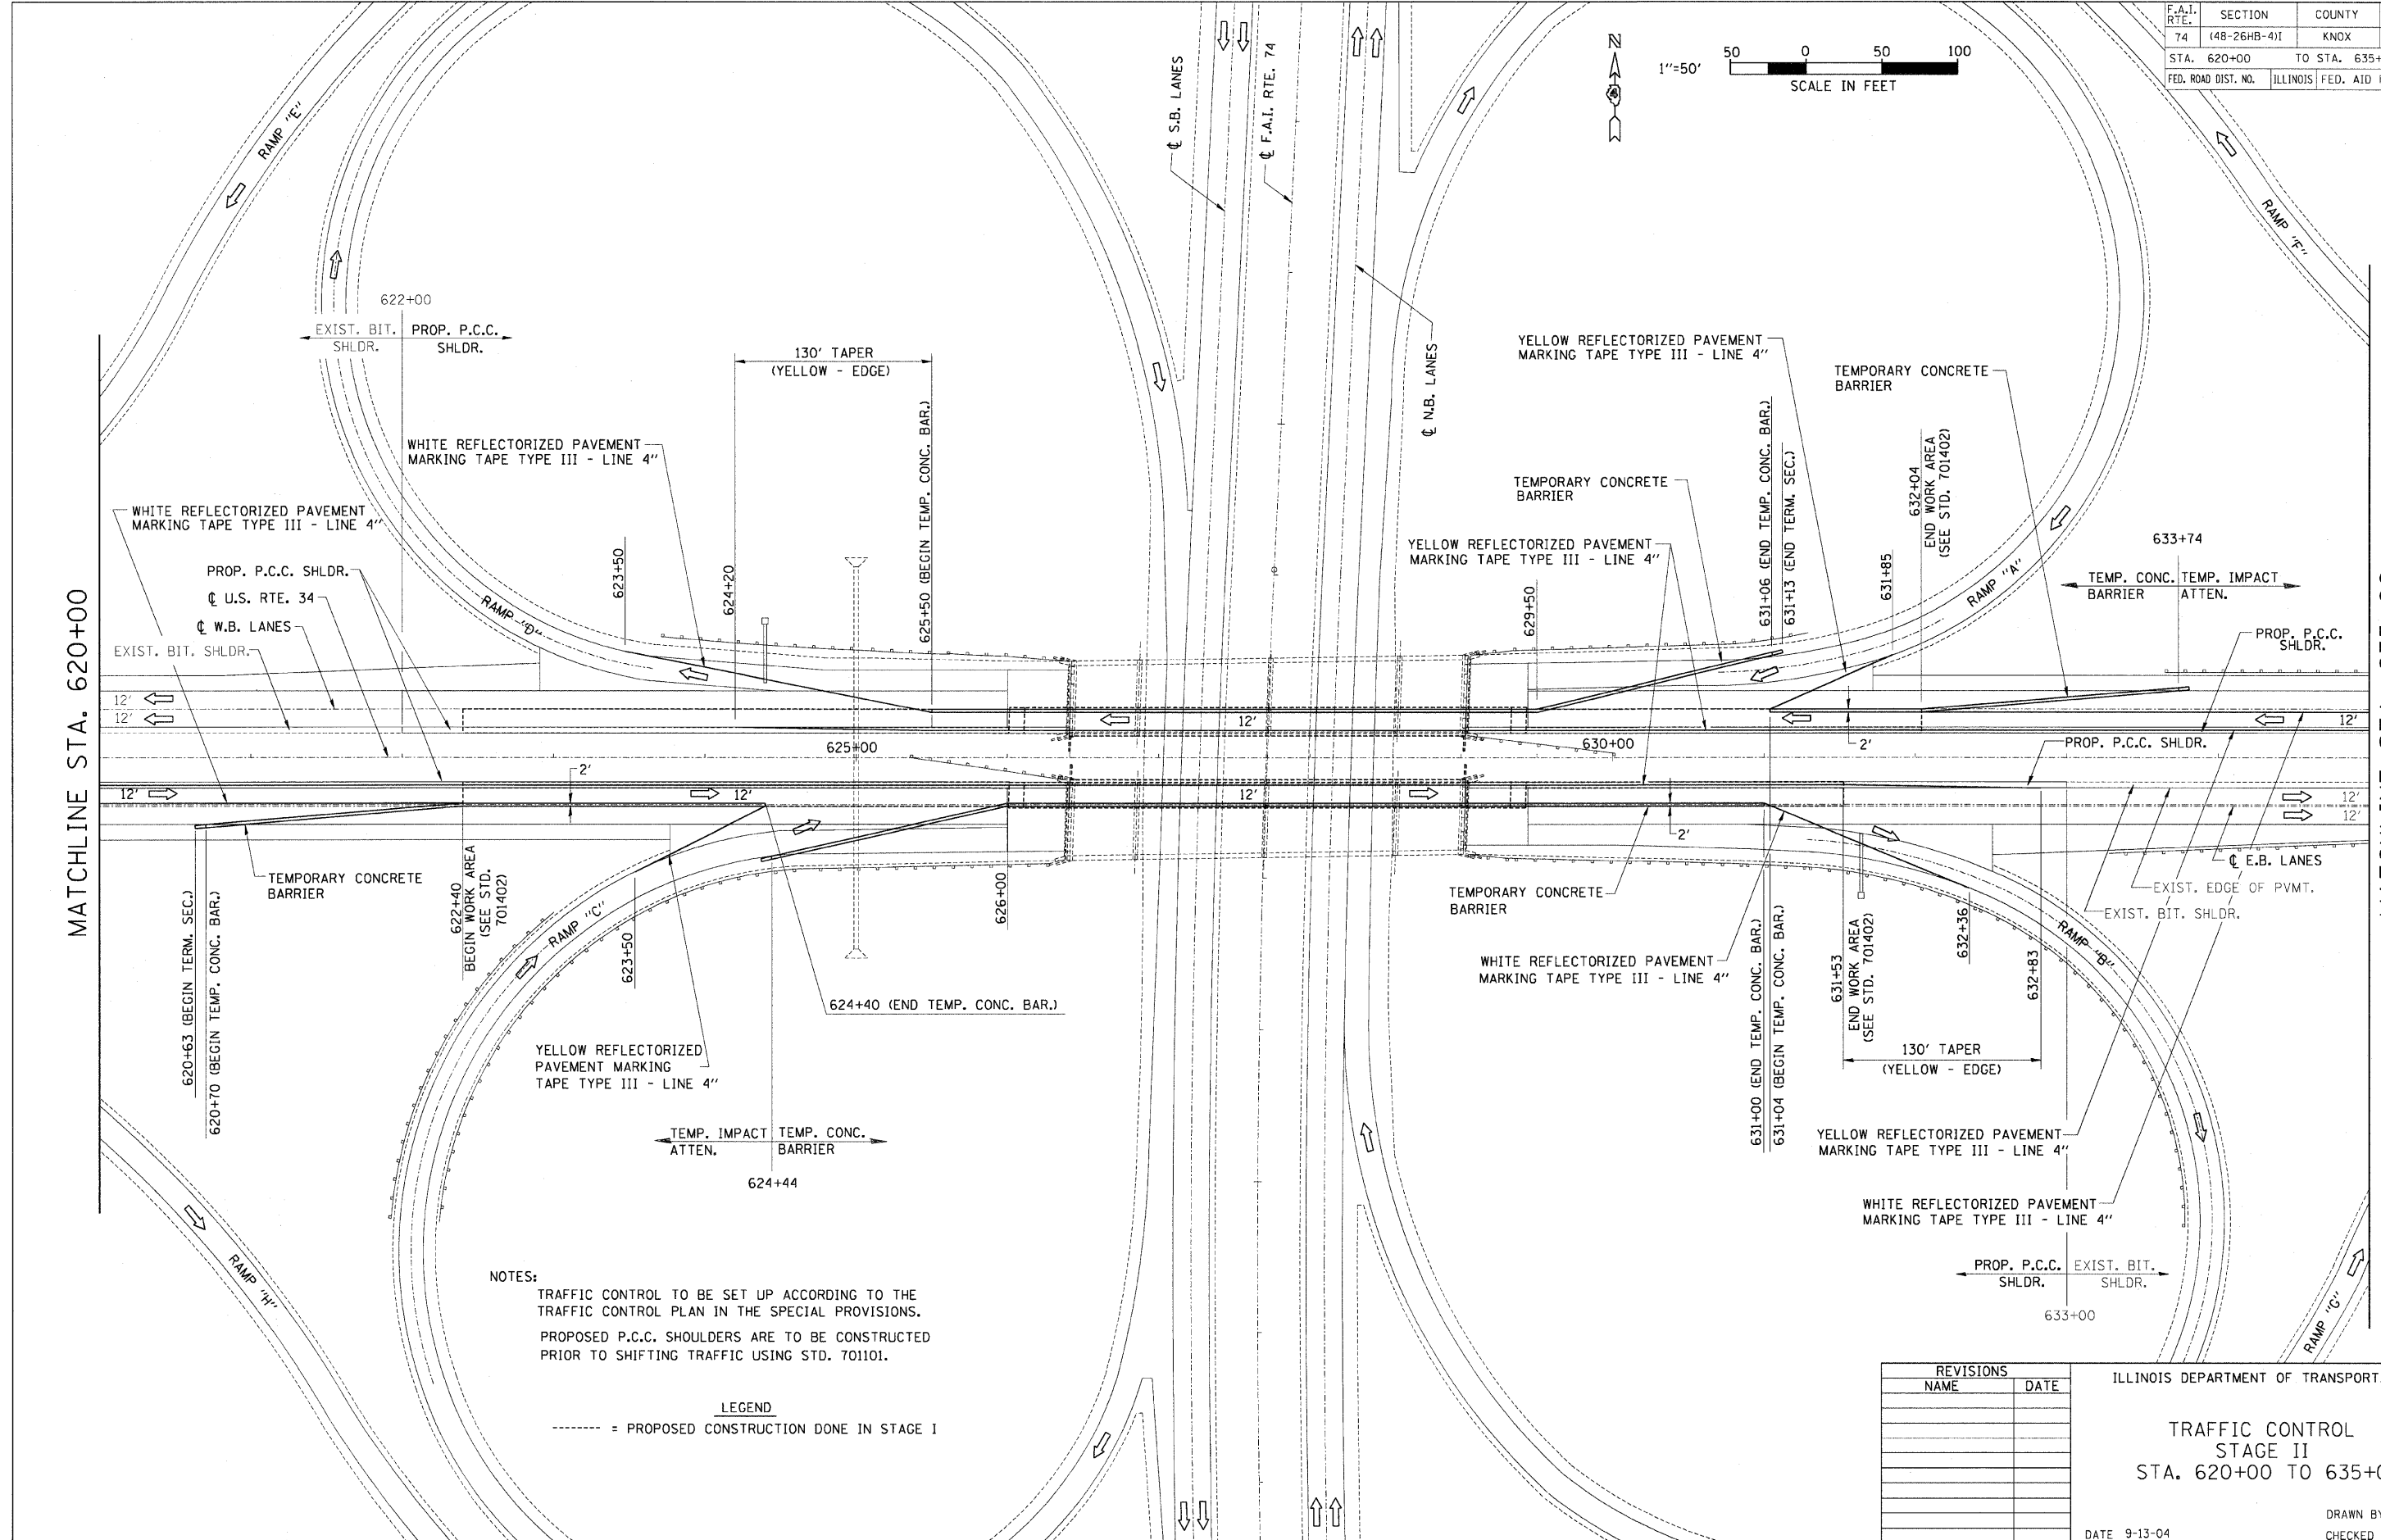 F.A.I. RTE.
SECTION
COUNTY
74
(48-26HB-4)I
KNOX
STA. 620+00 TO STA. 635+
FED. ROAD DIST. NO.
ILLINOIS
FED. AID
N
1"=50'
50 0 50 100
SCALE IN FEET
RAMP "E"
℄ S.B. LANES
℄ F.A.I. RTE. 74
RAMP "F"
622+00
EXIST. BIT. SHLDR.
PROP. P.C.C. SHLDR.
130' TAPER
(YELLOW - EDGE)
℄ N.B. LANES
YELLOW REFLECTORIZED PAVEMENT
MARKING TAPE TYPE III - LINE 4"
TEMPORARY CONCRETE
BARRIER
WHITE REFLECTORIZED PAVEMENT
MARKING TAPE TYPE III - LINE 4"
WHITE REFLECTORIZED PAVEMENT
MARKING TAPE TYPE III - LINE 4"
TEMPORARY CONCRETE
BARRIER
YELLOW REFLECTORIZED PAVEMENT
MARKING TAPE TYPE III - LINE 4"
PROP. P.C.C. SHLDR.
℄ U.S. RTE. 34
℄ W.B. LANES
EXIST. BIT. SHLDR.
MATCHLINE STA. 620+00
RAMP "D"
623+50
624+20
625+50 (BEGIN TEMP. CONC. BAR.)
629+50
631+06 (END TEMP. CONC. BAR.)
631+13 (END TERM. SEC.)
631+85
632+04
END WORK AREA
(SEE STD. 701402)
RAMP "A"
633+74
TEMP. CONC. BARRIER
TEMP. IMPACT ATTEN.
PROP. P.C.C.
SHLDR.
12'
12'
12'
12'
2'
625+00
630+00
PROP. P.C.C. SHLDR.
2'
12'
12'
12'
2'
12'
12'
℄ E.B. LANES
EXIST. EDGE OF PVMT.
EXIST. BIT. SHLDR.
TEMPORARY CONCRETE
BARRIER
620+63 (BEGIN TERM. SEC.)
620+70 (BEGIN TEMP. CONC. BAR.)
622+40
BEGIN WORK AREA
(SEE STD.
701402)
RAMP "C"
623+50
626+00
624+40 (END TEMP. CONC. BAR.)
YELLOW REFLECTORIZED
PAVEMENT MARKING
TAPE TYPE III - LINE 4"
TEMP. IMPACT ATTEN.
TEMP. CONC. BARRIER
624+44
TEMPORARY CONCRETE
BARRIER
WHITE REFLECTORIZED PAVEMENT
MARKING TAPE TYPE III - LINE 4"
631+00 (END TEMP. CONC. BAR.)
631+04 (BEGIN TEMP. CONC. BAR.)
631+53
END WORK AREA
(SEE STD. 701402)
632+36
632+83
RAMP "B"
130' TAPER
(YELLOW - EDGE)
YELLOW REFLECTORIZED PAVEMENT
MARKING TAPE TYPE III - LINE 4"
WHITE REFLECTORIZED PAVEMENT
MARKING TAPE TYPE III - LINE 4"
PROP. P.C.C. SHLDR.
EXIST. BIT. SHLDR.
633+00
RAMP "H"
RAMP "G"
NOTES:
TRAFFIC CONTROL TO BE SET UP ACCORDING TO THE
TRAFFIC CONTROL PLAN IN THE SPECIAL PROVISIONS.
PROPOSED P.C.C. SHOULDERS ARE TO BE CONSTRUCTED
PRIOR TO SHIFTING TRAFFIC USING STD. 701101.
LEGEND
------- = PROPOSED CONSTRUCTION DONE IN STAGE I
REVISIONS
NAME
DATE
ILLINOIS DEPARTMENT OF TRANSPORT
TRAFFIC CONTROL
STAGE II
STA. 620+00 TO 635+0
DRAWN BY
DATE 9-13-04
CHECKED